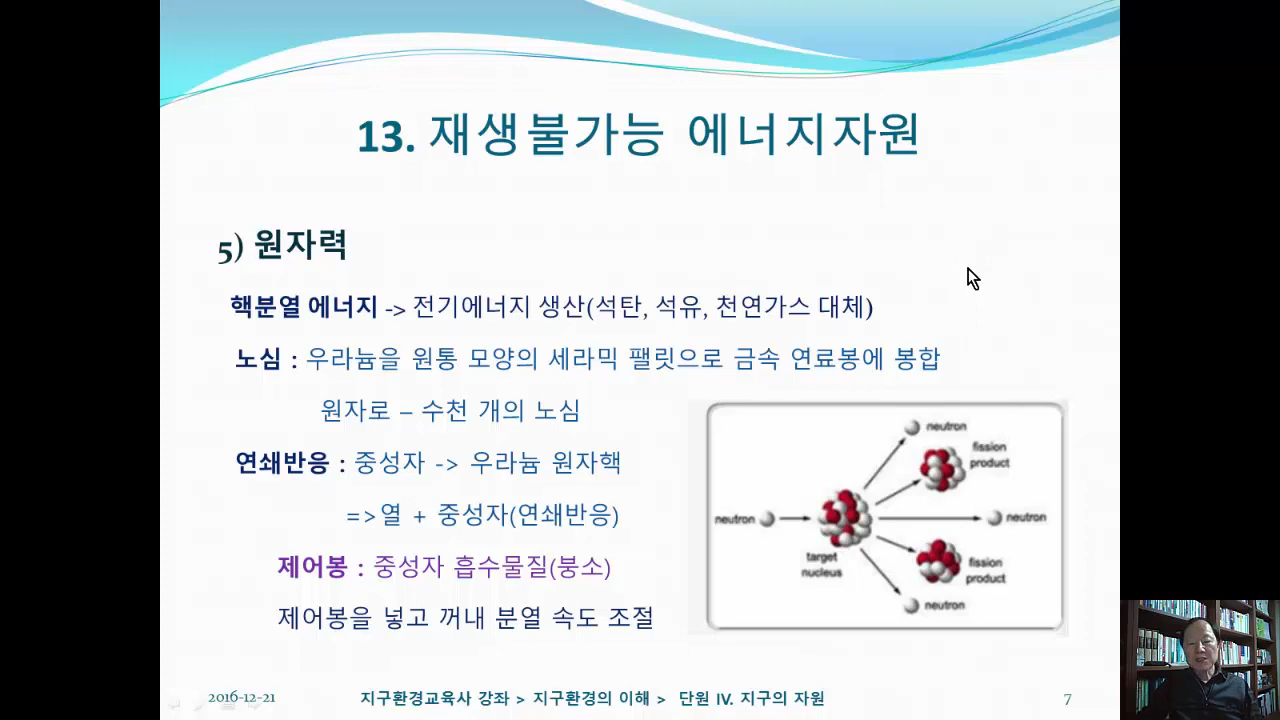 13. 재생불가능 에너지자원
5) 원자력
핵분열 에너지 -> 전기에너지 생산(석탄, 석유, 천연가스 대체)
노심 : 우라늄을 원통 모양의 세라믹 팰릿으로 금속 연료봉에 봉합
원자로 – 수천 개의 노심
연쇄반응 : 중성자 -> 우라늄 원자핵
=>열 + 중성자(연쇄반응)
제어봉 : 중성자 흡수물질(붕소)
제어봉을 넣고 꺼내 분열 속도 조절
neutron
fission
product
neutron
neutron
target
nucleus
fission
product
neutron
2016-12-21
지구환경교육사 강좌 > 지구환경의 이해 > 단원 IV. 지구의 자원
7